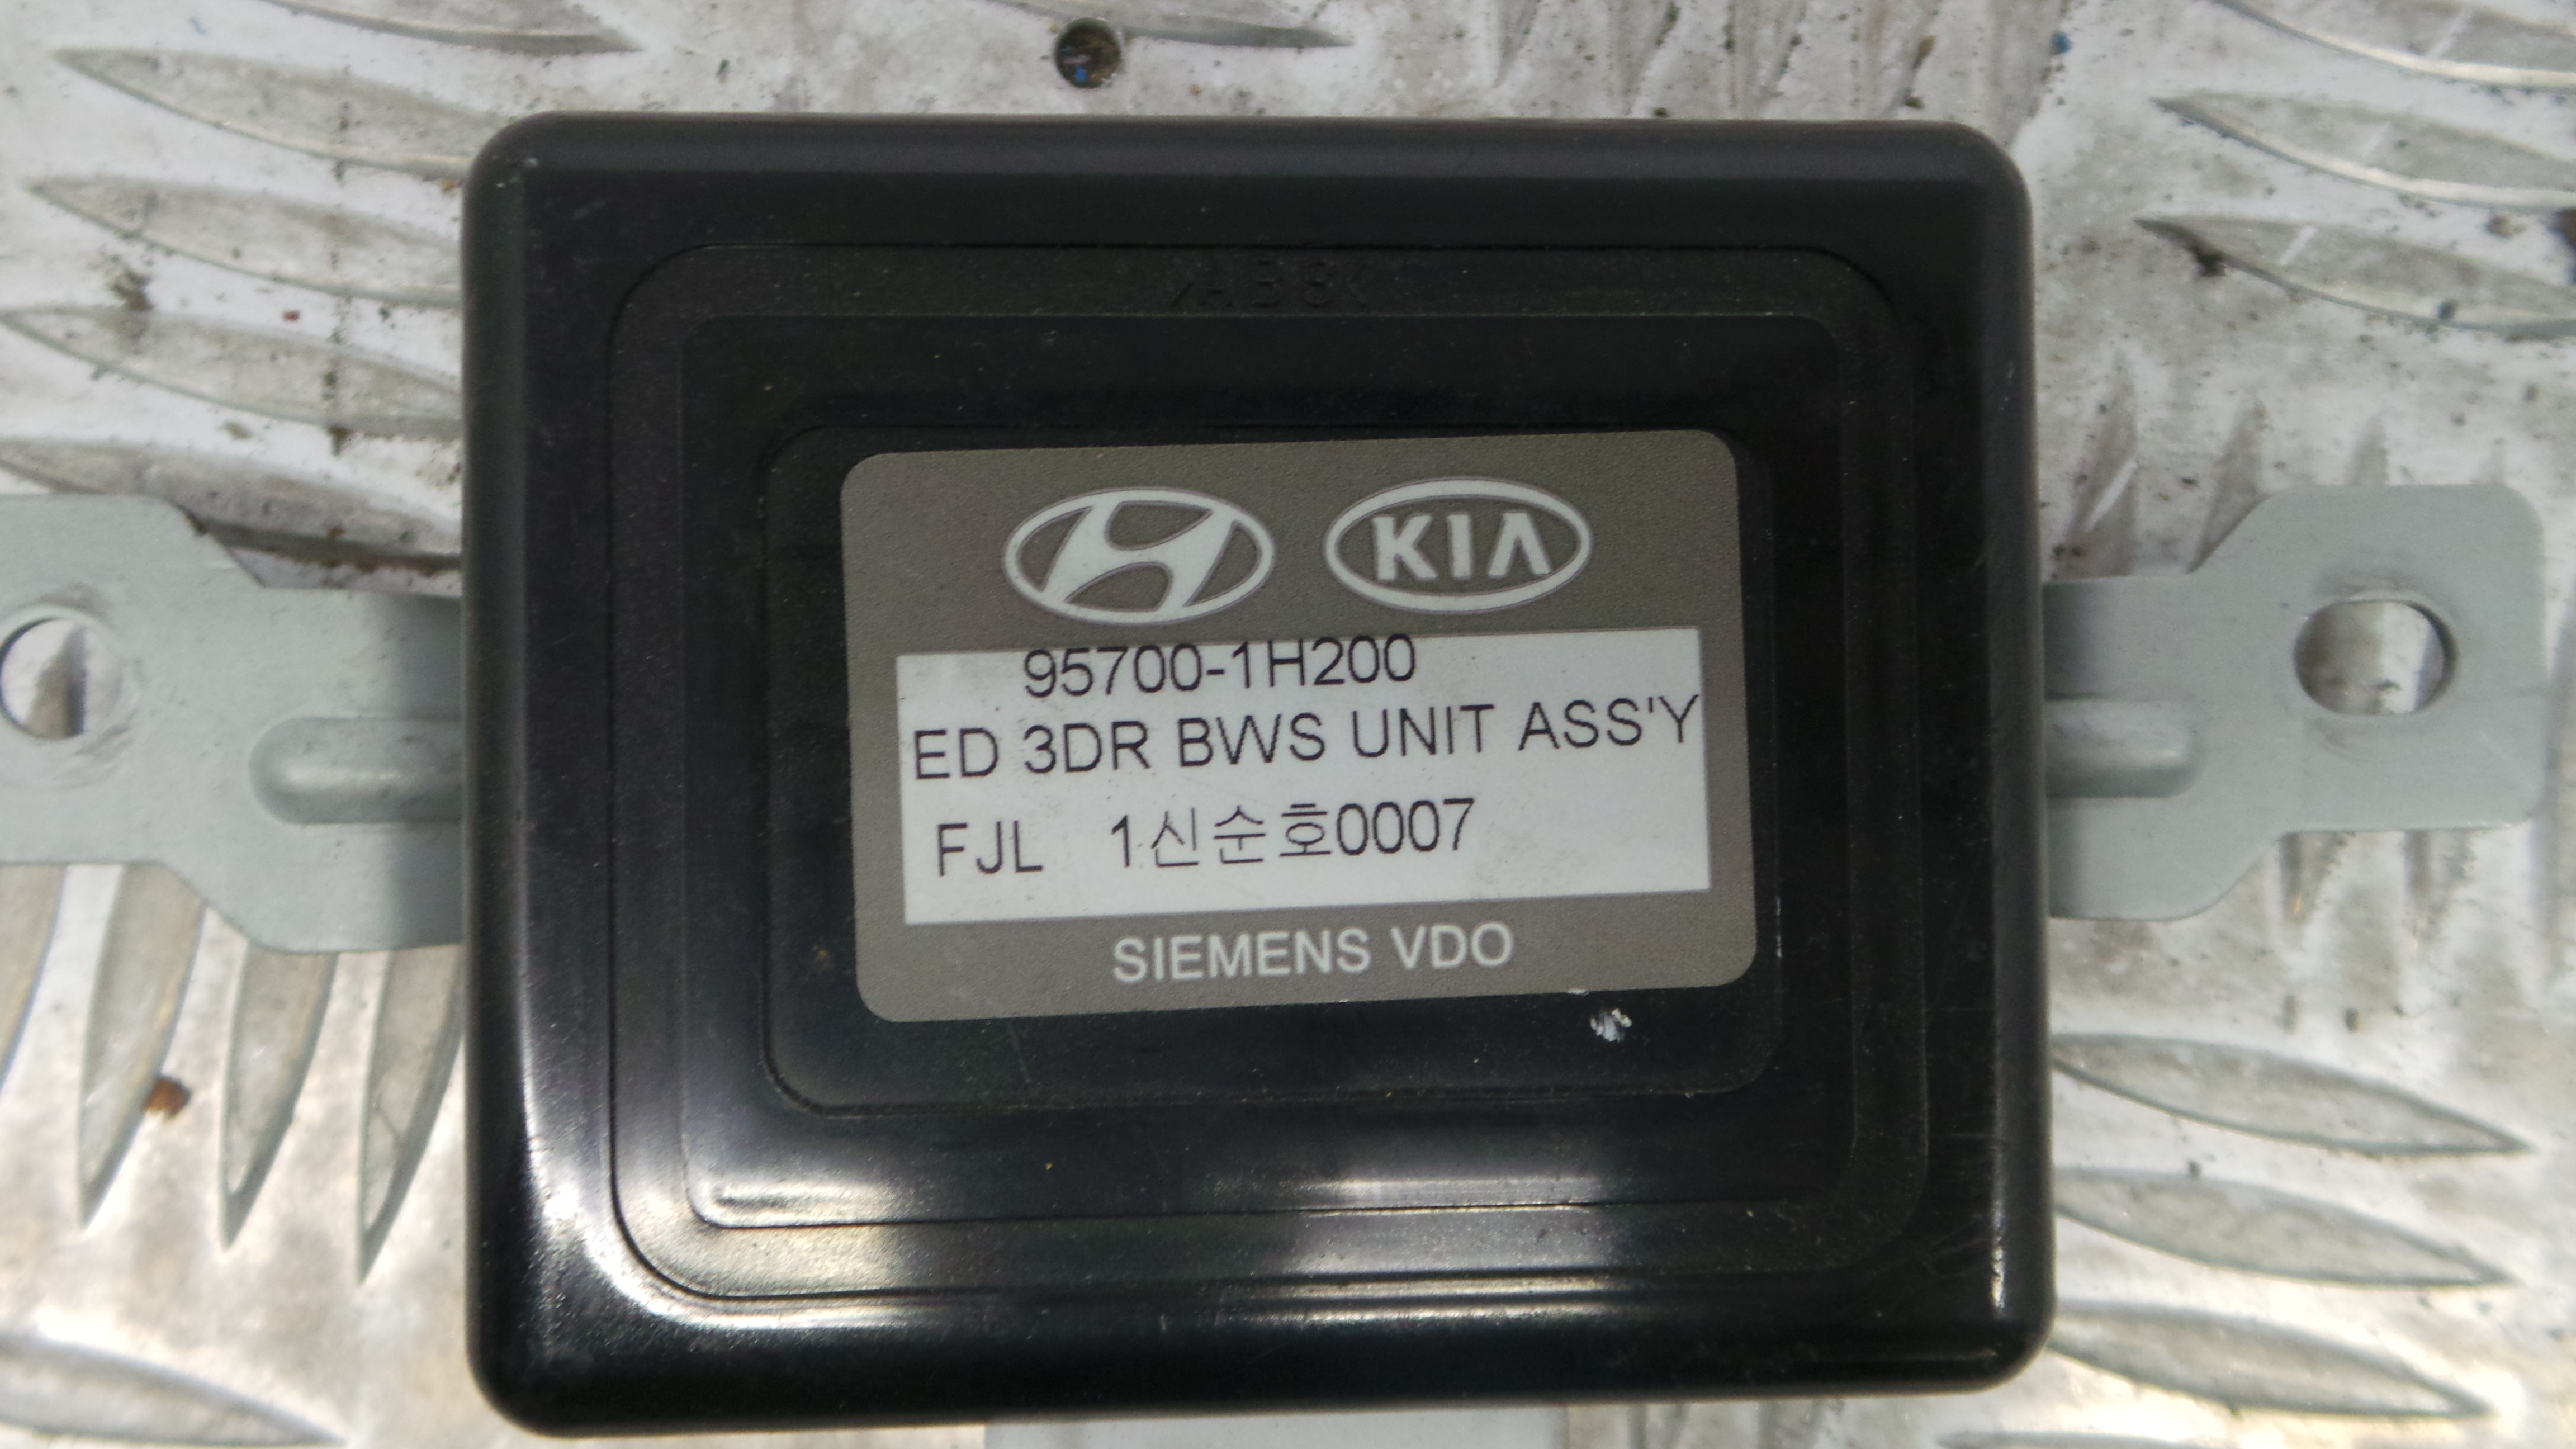 >ABS<
KIA
95700-1H200
ED 3DR BWS UNIT ASS'Y
FJL 1신순호0007
SIEMENS VDO